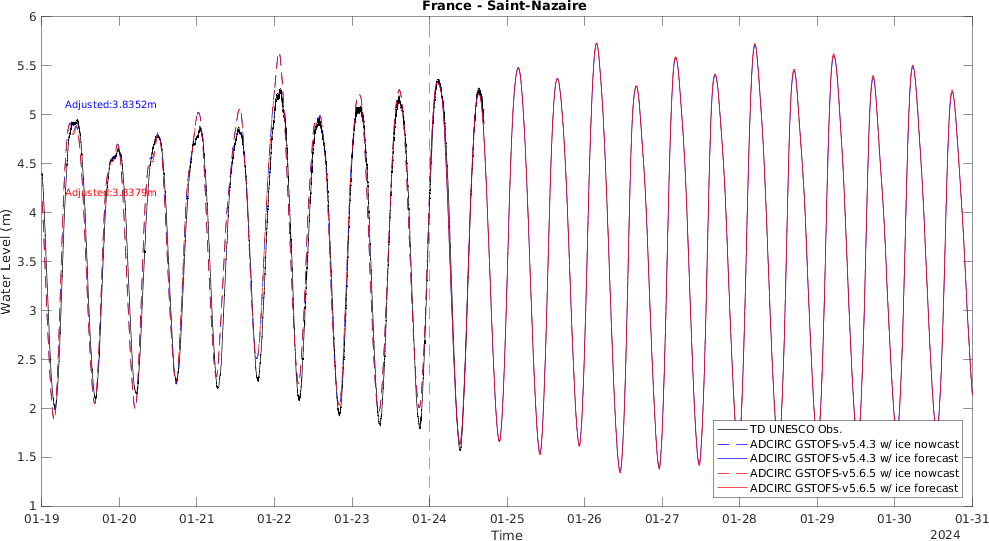 France - Saint-Nazaire
6
5.5
5
4.5
4
3.5
3
2.5
2
1.5
1
Water Level (m)
Adjusted:3.8352m
Adjusted:3.8379m
TD UNESCO Obs.
ADCIRC GSTOFS-v5.4.3 w/ ice nowcast
ADCIRC GSTOFS-v5.4.3 w/ ice forecast
ADCIRC GSTOFS-v5.6.5 w/ ice nowcast
ADCIRC GSTOFS-v5.6.5 w/ ice forecast
01-19 01-20 01-21 01-22 01-23 01-24 01-25 01-26 01-27 01-28 01-29 01-30 01-31
Time
2024